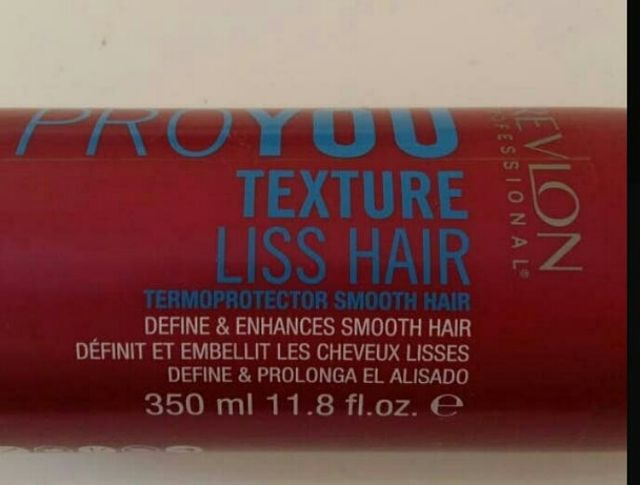 PROYOU
TEXTURE
LISS HAIR
TERMOPROTECTOR SMOOTH HAIR
DEFINE & ENHANCES SMOOTH HAIR
DÉFINIT ET EMBELLIT LES CHEVEUX LISSES
DEFINE & PROLONGA EL ALISADO
350 ml 11.8 fl.oz. ℮
REVLON
PROFESSIONAL®